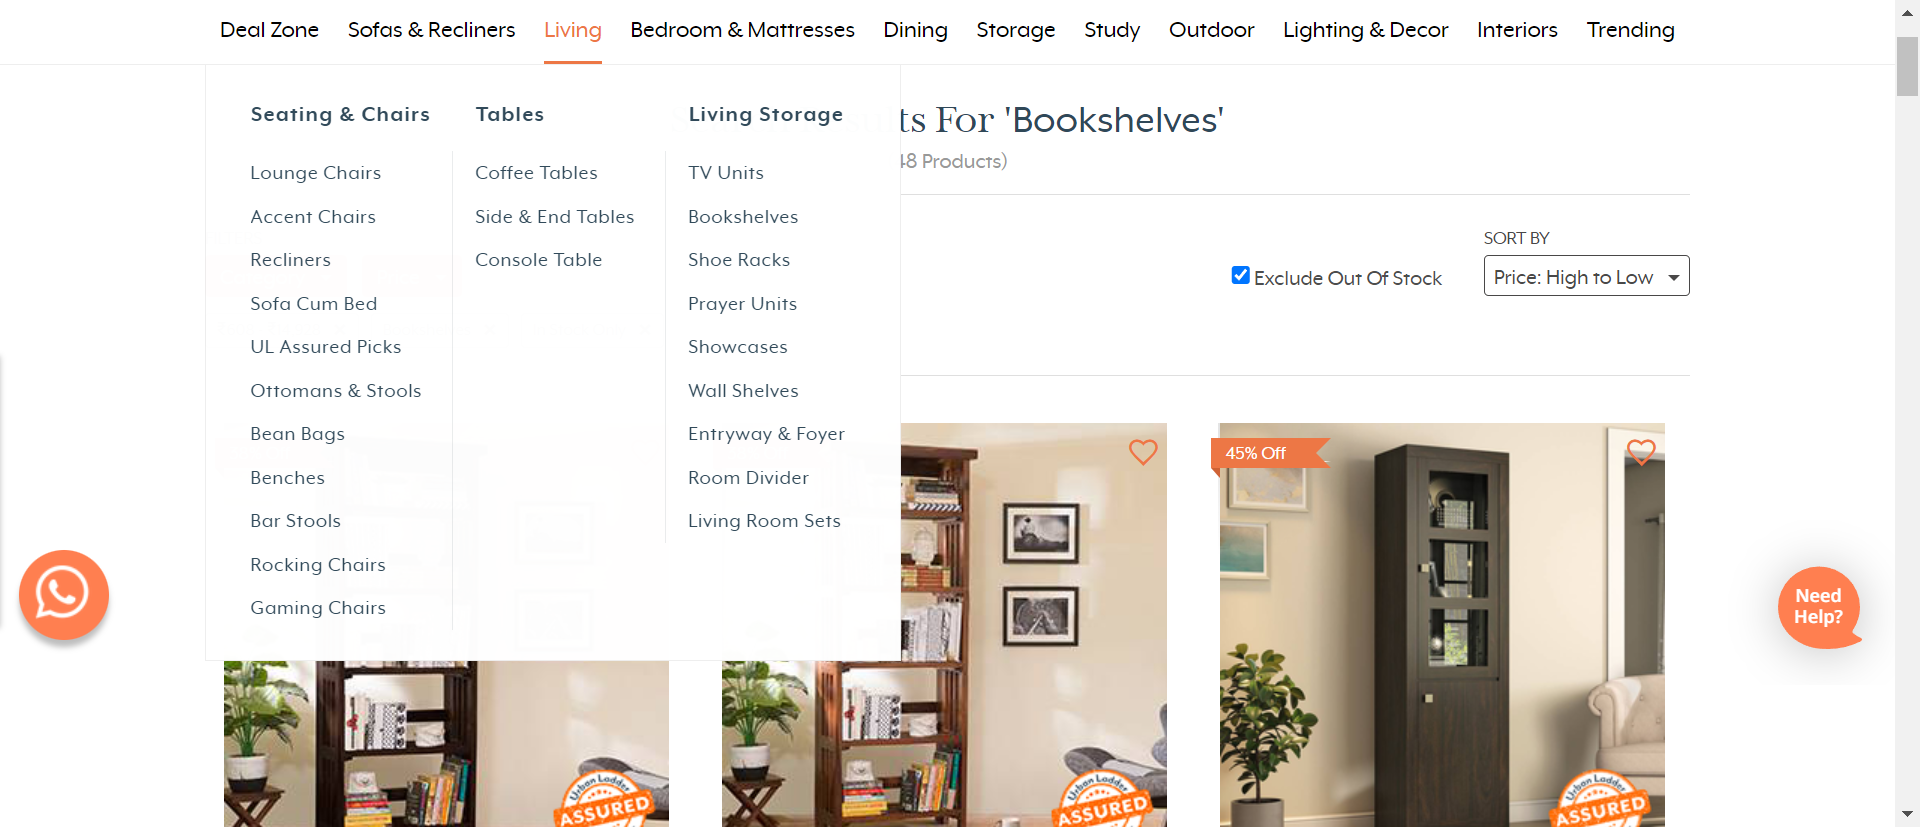 Deal Zone Sofas & Recliners Living Bedroom & Mattresses Dining Storage Study Outdoor Lighting & Decor Interiors Trending
Seating & Chairs
Lounge Chairs
Accent Chairs
Recliners
Sofa Cum Bed
UL Assured Picks
Ottomans & Stools
Bean Bags
Benches
Bar Stools
Rocking Chairs
Gaming Chairs
Tables
Coffee Tables
Side & End Tables
Console Table
Living Storage
TV Units
Bookshelves
Shoe Racks
Prayer Units
Showcases
Wall Shelves
Entryway & Foyer
Room Divider
Living Room Sets
ts For 'Bookshelves'
48 Products)
Exclude Out Of Stock
SORT BY
Price: High to Low
45% Off
Need
Help?
Urban Ladder
ASSURED
Urban Ladder
ASSURED
Urban Ladder
ASSURED